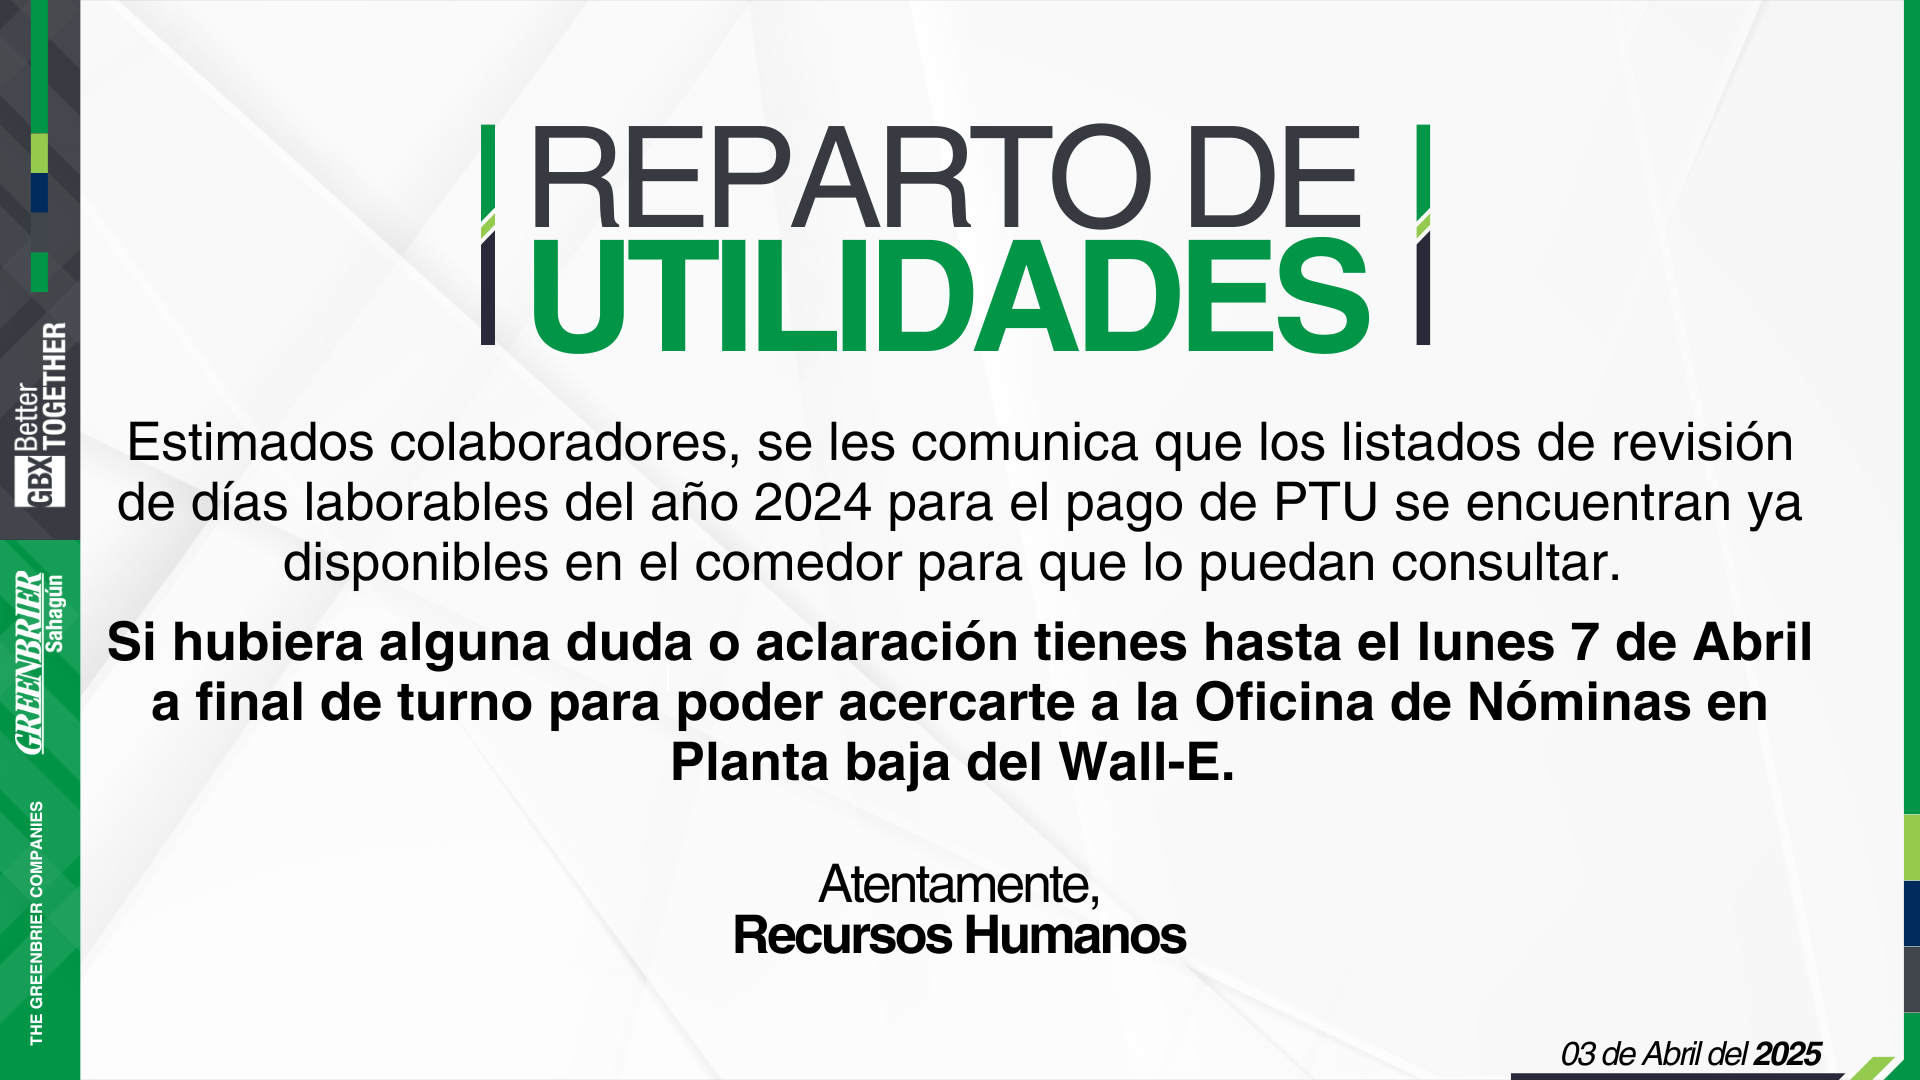 REPARTO DE
UTILIDADES
Estimados colaboradores, se les comunica que los listados de revisión
de días laborables del año 2024 para el pago de PTU se encuentran ya
disponibles en el comedor para que lo puedan consultar.
Si hubiera alguna duda o aclaración tienes hasta el lunes 7 de Abril
a final de turno para poder acercarte a la Oficina de Nóminas en
Planta baja del Wall-E.
Atentamente,
Recursos Humanos
03 de Abril del 2025
GBX Better
TOGETHER
GREENBRIER
Sahagún
THE GREENBRIER COMPANIES